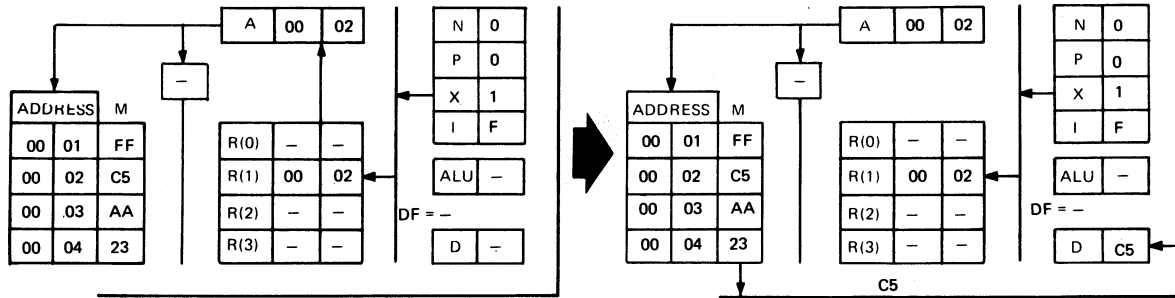 A 00 02
N 0
P 0
X 1
I F
–
ADDRESS M
00 01 FF
00 02 C5
00 03 AA
00 04 23
R(0) – –
R(1) 00 02
R(2) – –
R(3) – –
ALU –
DF = –
D –
A 00 02
N 0
P 0
X 1
I F
–
ADDRESS M
00 01 FF
00 02 C5
00 03 AA
00 04 23
R(0) – –
R(1) 00 02
R(2) – –
R(3) – –
ALU –
DF = –
D C5
C5